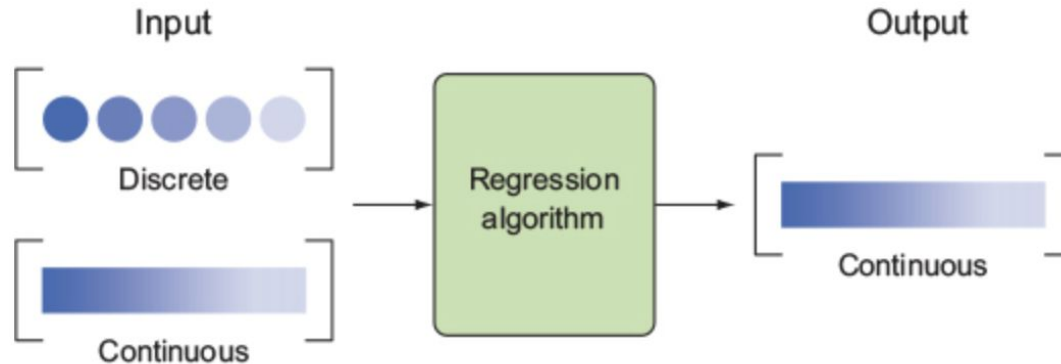 Input
Discrete
Continuous
Regression
algorithm
Output
Continuous